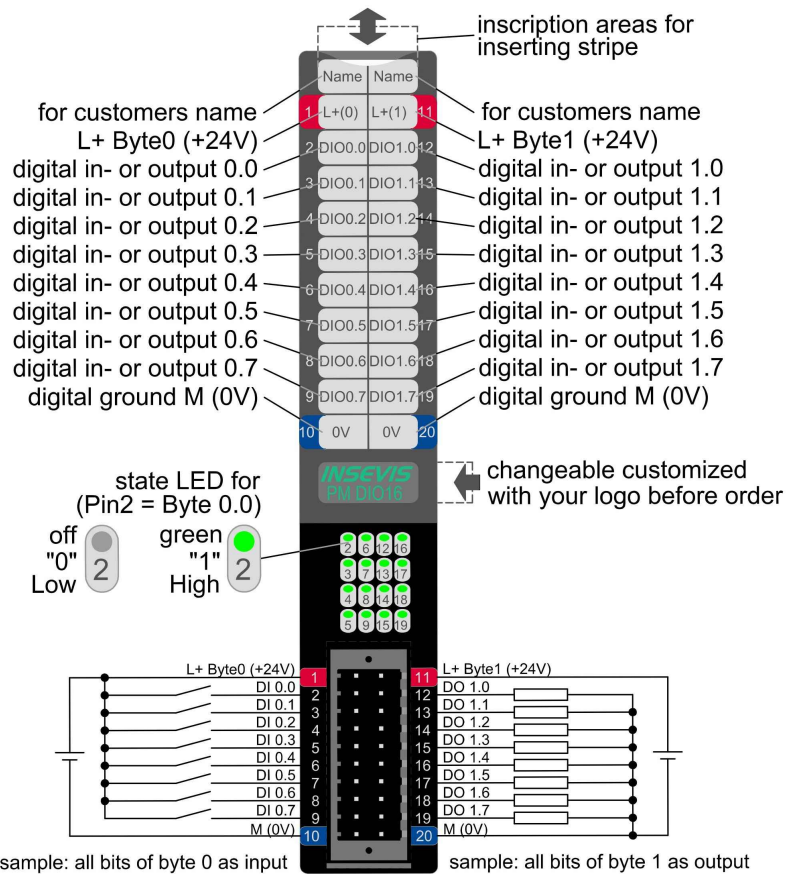 inscription areas for
inserting stripe
Name Name
for customers name
for customers name
1 L+(0) L+(1) 11
L+ Byte0 (+24V)
L+ Byte1 (+24V)
2 DIO0.0 DIO1.0 12
digital in- or output 0.0
digital in- or output 1.0
3 DIO0.1 DIO1.1 13
digital in- or output 0.1
digital in- or output 1.1
4 DIO0.2 DIO1.2 14
digital in- or output 0.2
digital in- or output 1.2
5 DIO0.3 DIO1.3 15
digital in- or output 0.3
digital in- or output 1.3
6 DIO0.4 DIO1.4 16
digital in- or output 0.4
digital in- or output 1.4
7 DIO0.5 DIO1.5 17
digital in- or output 0.5
digital in- or output 1.5
8 DIO0.6 DIO1.6 18
digital in- or output 0.6
digital in- or output 1.6
9 DIO0.7 DIO1.7 19
digital in- or output 0.7
digital in- or output 1.7
digital ground M (0V)
digital ground M (0V)
10 0V 0V 20
INSEVIS
PM DIO16
changeable customized
with your logo before order
state LED for
(Pin2 = Byte 0.0)
off
"0"
Low
2
green
"1"
High
2
2 6 12 16
3 7 13 17
4 8 14 18
5 9 15 19
L+ Byte0 (+24V) 1
DI 0.0 2
DI 0.1 3
DI 0.2 4
DI 0.3 5
DI 0.4 6
DI 0.5 7
DI 0.6 8
DI 0.7 9
M (0V) 10
11 L+ Byte1 (+24V)
12 DO 1.0
13 DO 1.1
14 DO 1.2
15 DO 1.3
16 DO 1.4
17 DO 1.5
18 DO 1.6
19 DO 1.7
20 M (0V)
sample: all bits of byte 0 as input
sample: all bits of byte 1 as output